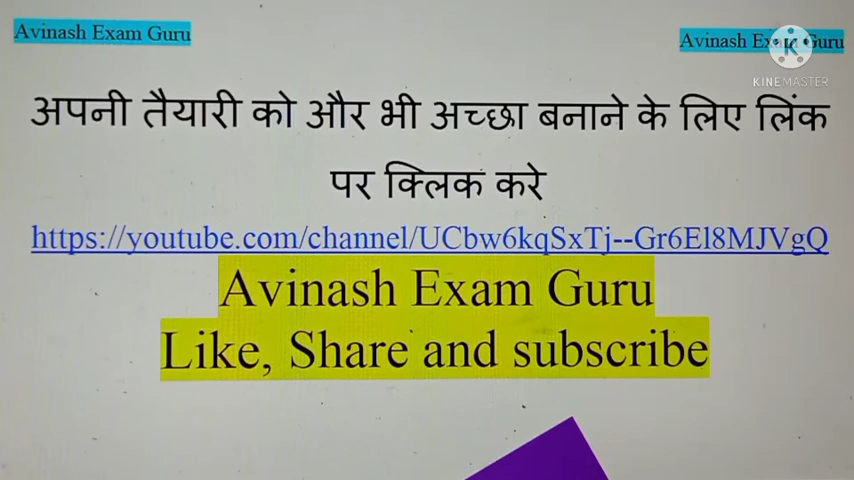 Avinash Exam Guru
Avinash Exam Guru
KINEMASTER
अपनी तैयारी को और भी अच्छा बनाने के लिए लिंक
पर क्लिक करे
https://youtube.com/channel/UCbw6kqSxTj--Gr6El8MJVgQ
Avinash Exam Guru
Like, Share and subscribe